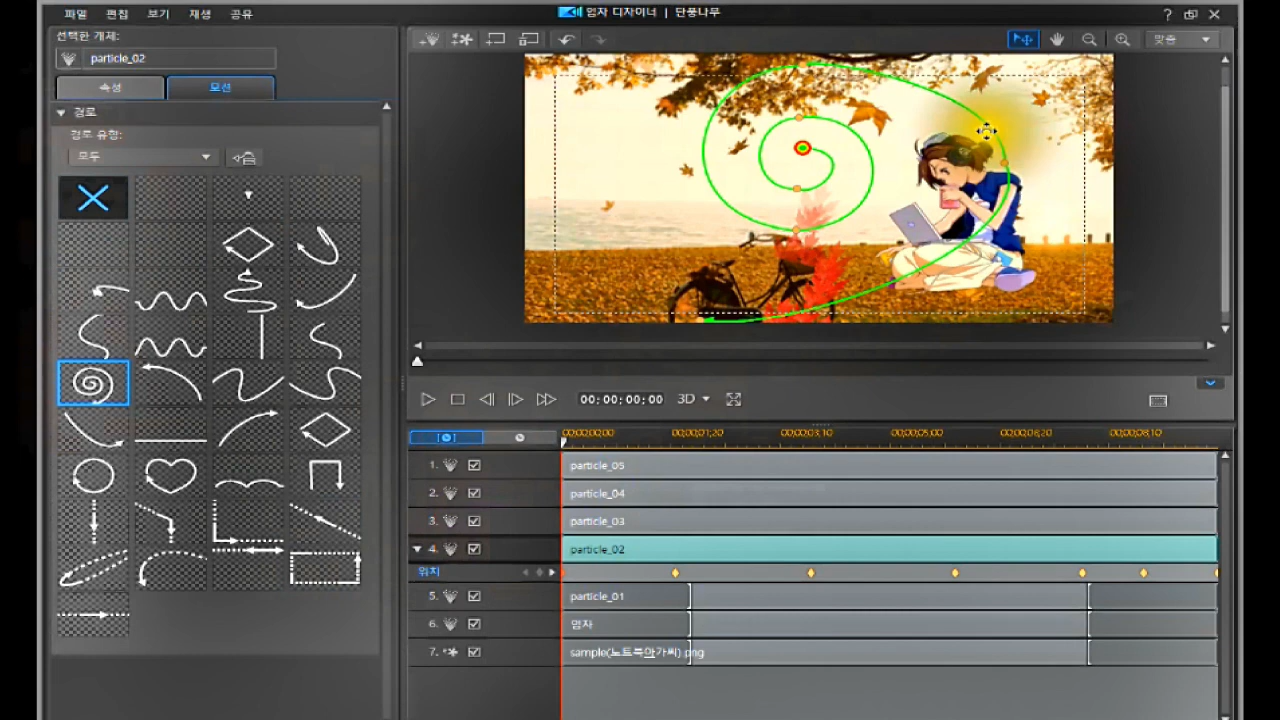 파일 편집 보기 재생 공유
입자 디자이너 | 단풍나무
?
선택한 개체:
particle_02
속성 모션
경로
경로 유형:
모두
맞춤
00;00;00;00 3D
00;00;00;00 00;00;01;20 00;00;03;10 00;00;05;00 00;00;06;20 00;00;08;10
1. particle_05
2. particle_04
3. particle_03
4. particle_02
위치
5. particle_01
6. 입자
7. sample(노트북아가씨).png